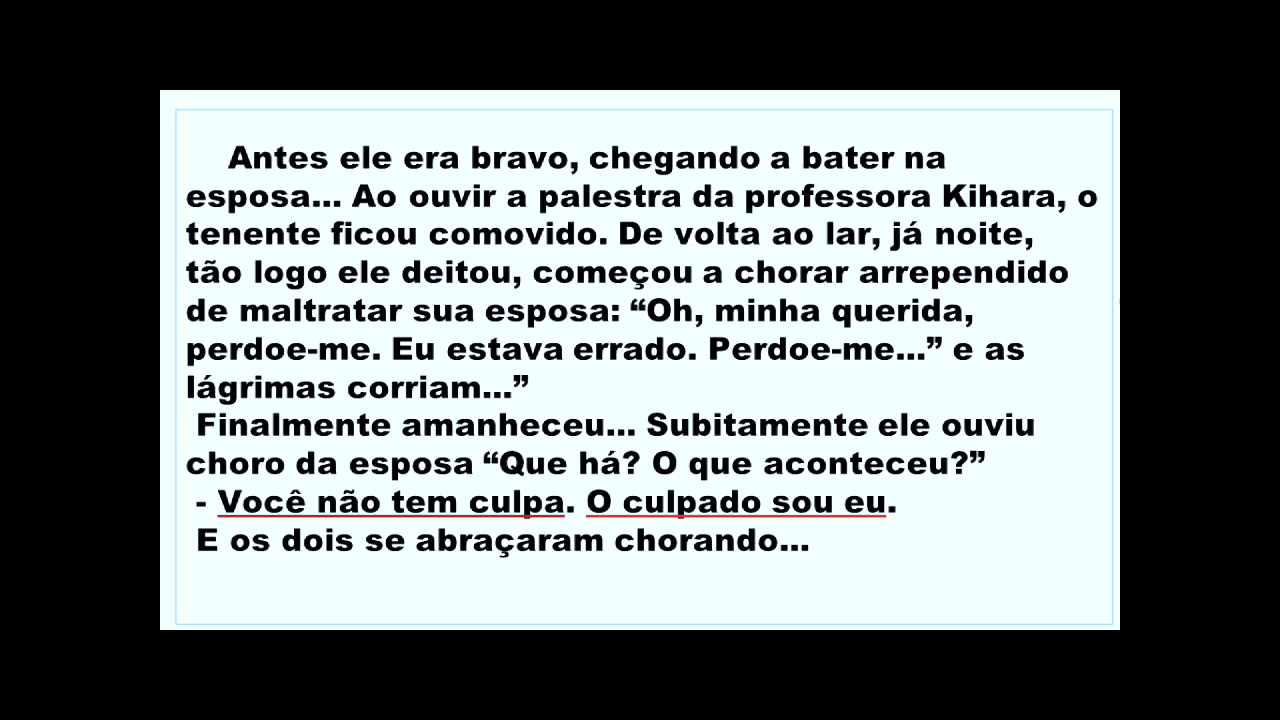 Antes ele era bravo, chegando a bater na
esposa... Ao ouvir a palestra da professora Kihara, o
tenente ficou comovido. De volta ao lar, já noite,
tão logo ele deitou, começou a chorar arrependido
de maltratar sua esposa: “Oh, minha querida,
perdoe-me. Eu estava errado. Perdoe-me...” e as
lágrimas corriam...”
Finalmente amanheceu... Subitamente ele ouviu
choro da esposa “Que há? O que aconteceu?”
- Você não tem culpa. O culpado sou eu.
E os dois se abraçaram chorando...